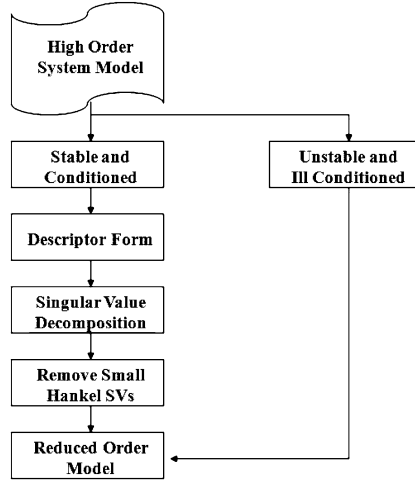 High Order
System Model
Stable and
Conditioned
Unstable and
Ill Conditioned
Descriptor Form
Singular Value
Decomposition
Remove Small
Hankel SVs
Reduced Order
Model